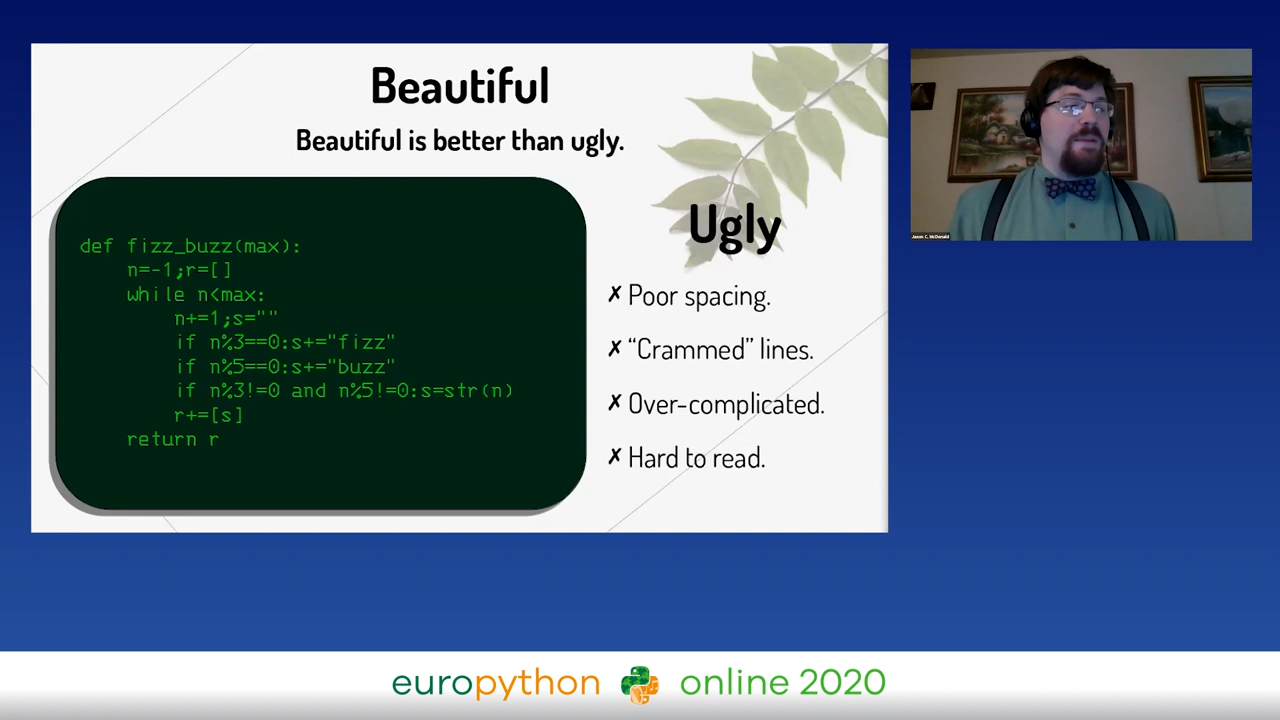 Beautiful
Beautiful is better than ugly.
def fizz_buzz(max):
    n=-1;r=[]
    while n<max:
        n+=1;s=""
        if n%3==0:s+="fizz"
        if n%5==0:s+="buzz"
        if n%3!=0 and n%5!=0:s=str(n)
        r+=[s]
    return r
Ugly
✗ Poor spacing.
✗ “Crammed” lines.
✗ Over-complicated.
✗ Hard to read.
Jason C. McDonald
europython online 2020